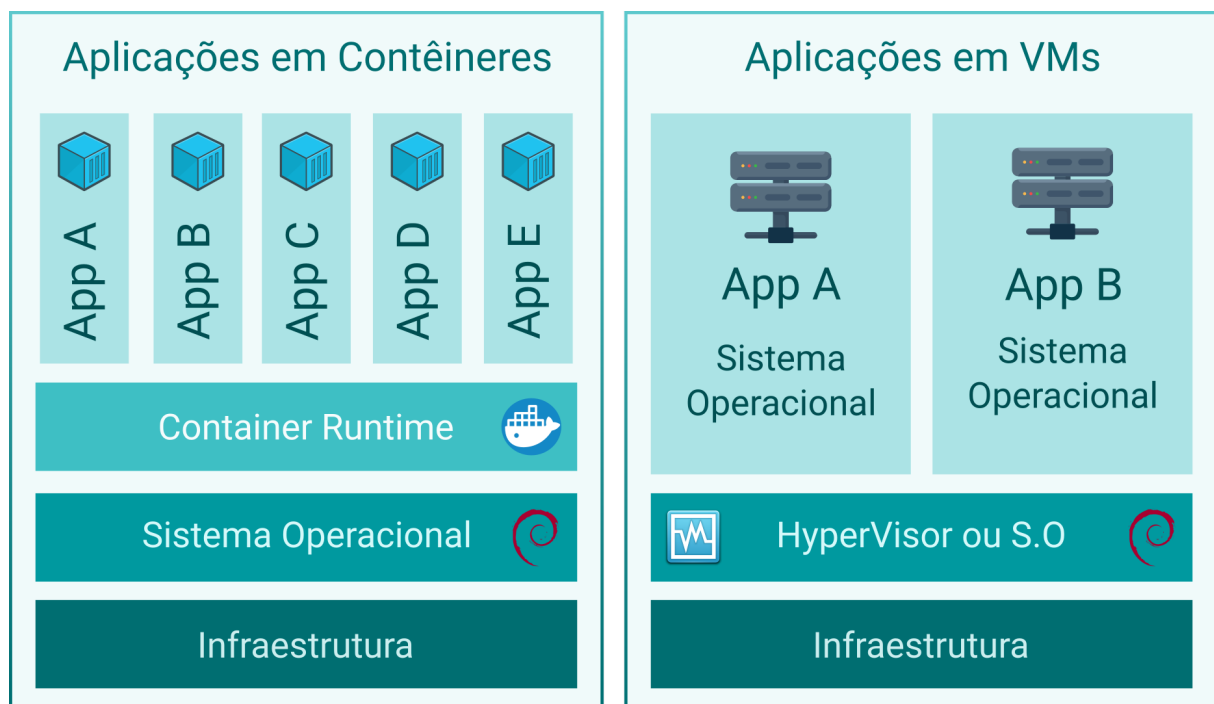 Aplicações em Contêineres
App A
App B
App C
App D
App E
Container Runtime
Sistema Operacional
Infraestrutura
Aplicações em VMs
App A
Sistema
Operacional
App B
Sistema
Operacional
HyperVisor ou S.O
Infraestrutura